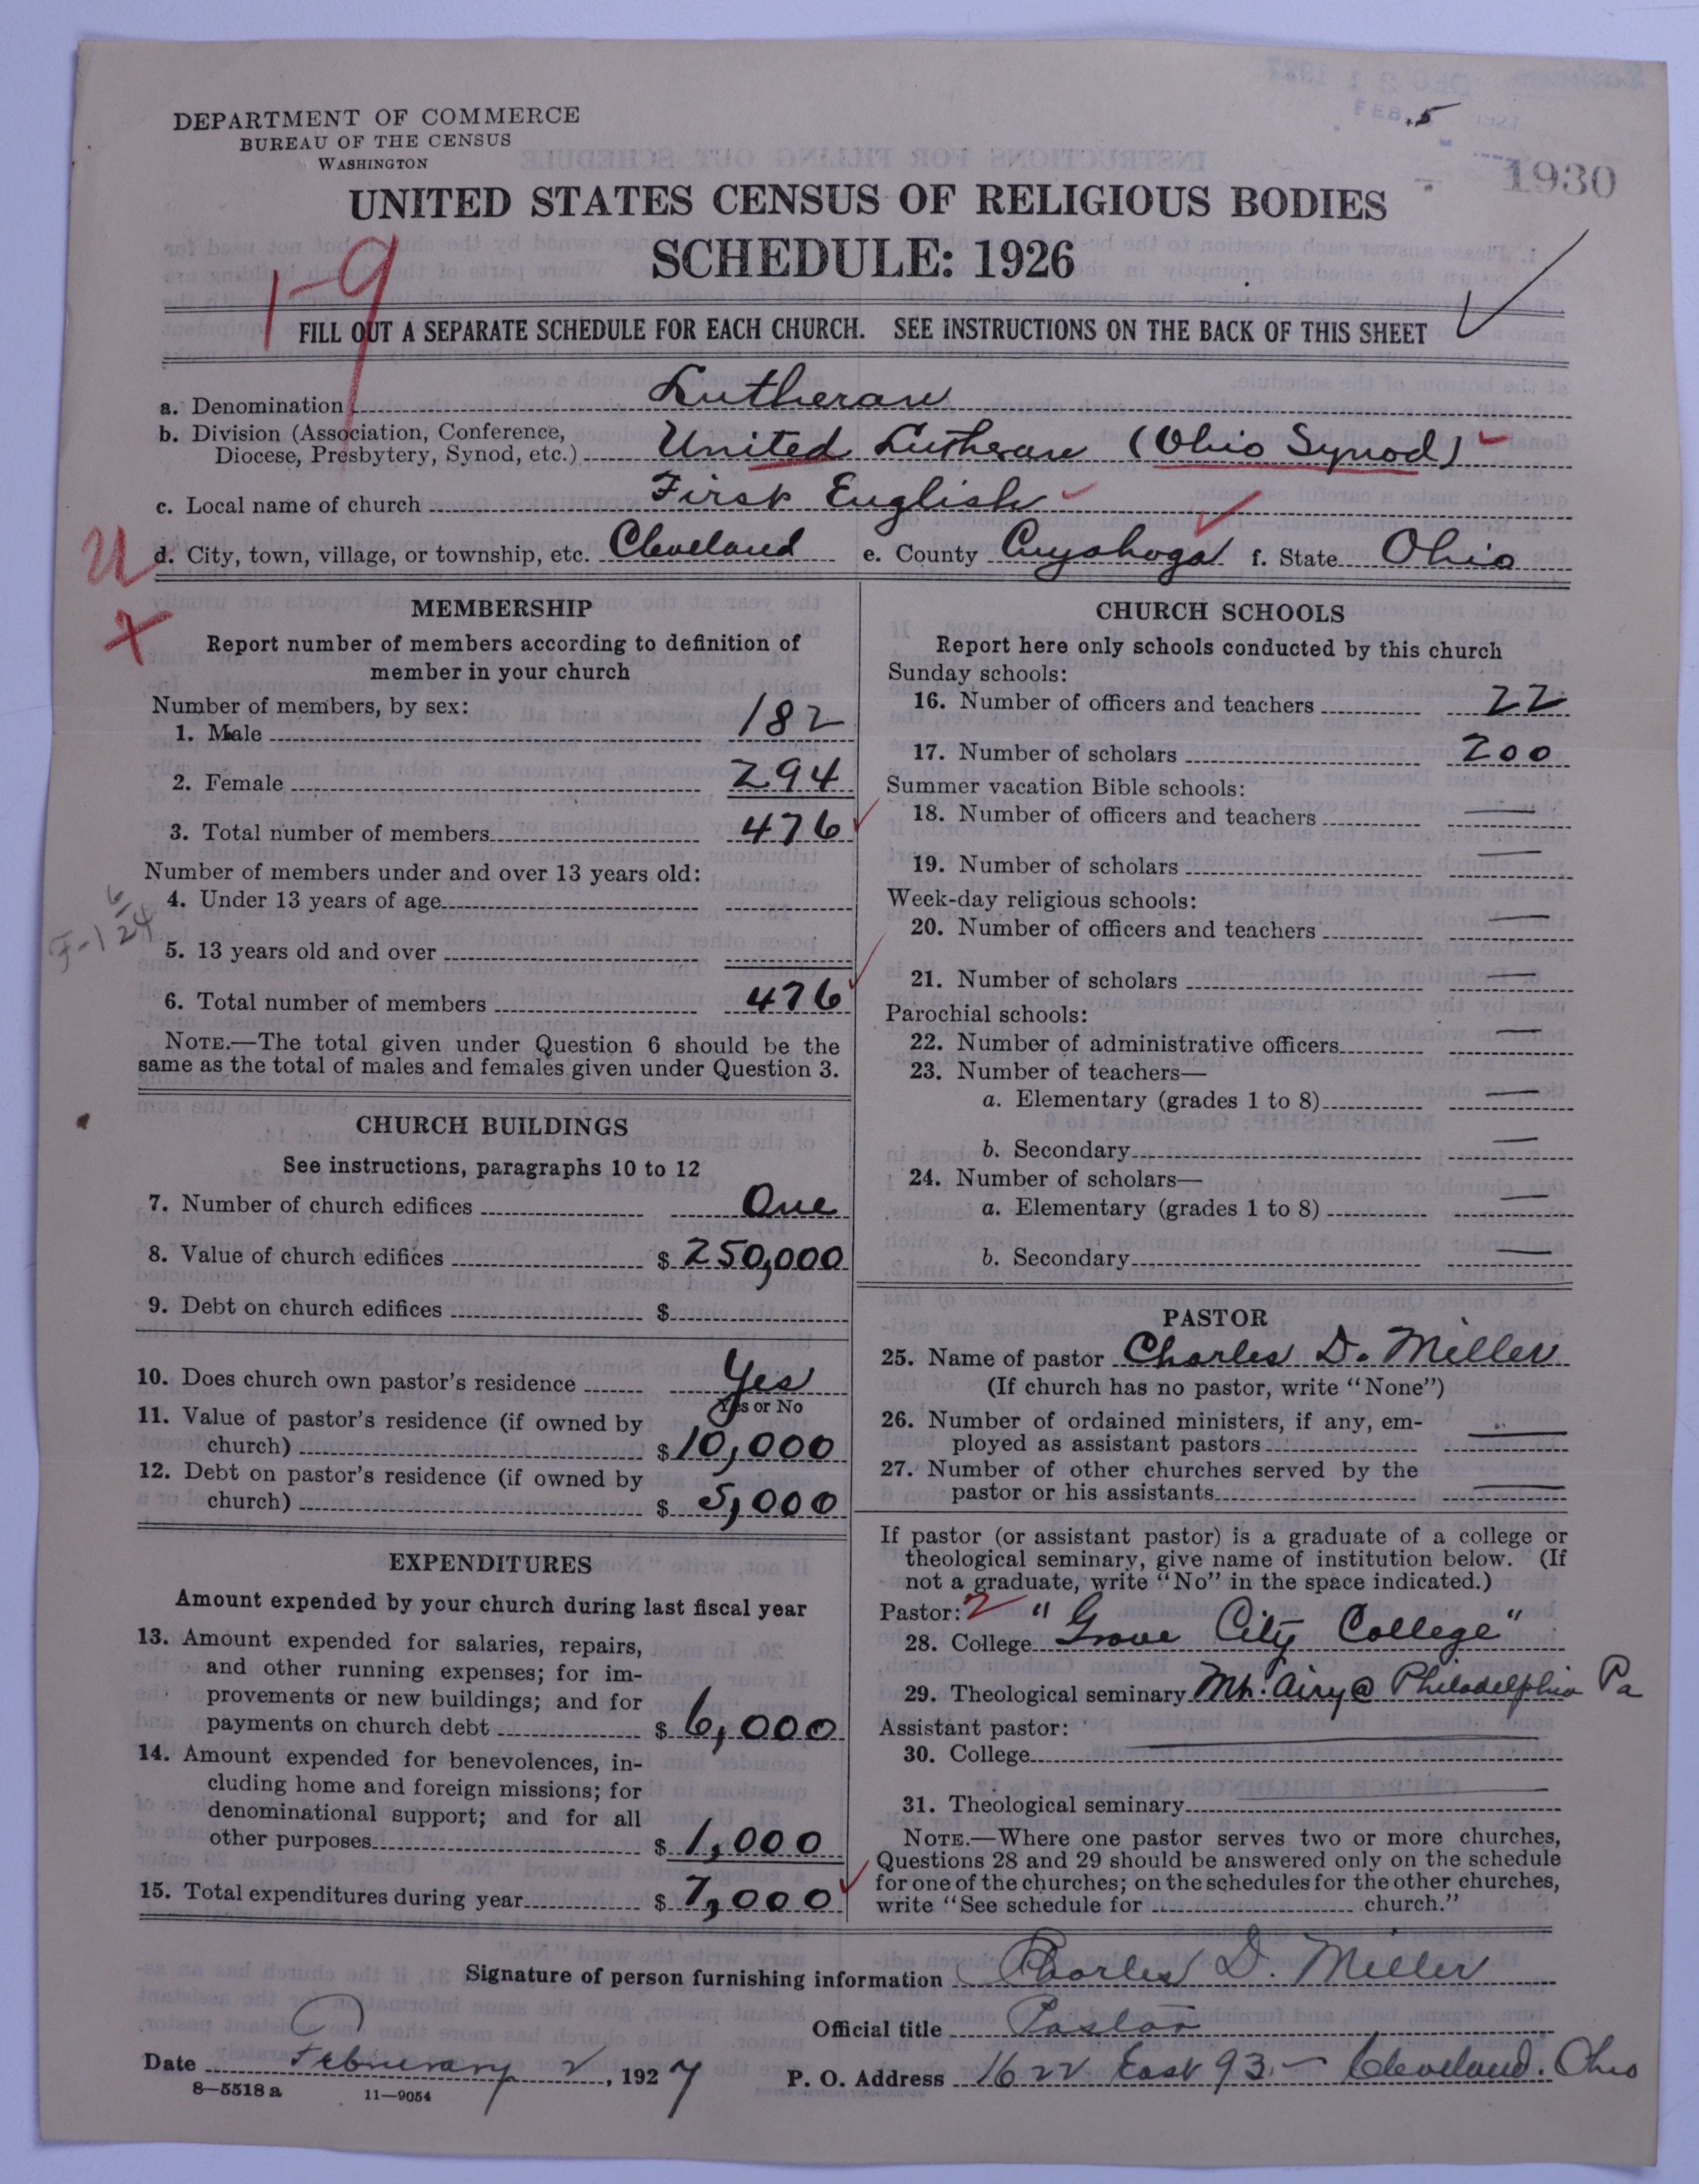 DEPARTMENT OF COMMERCE
BUREAU OF THE CENSUS
WASHINGTON
1930
UNITED STATES CENSUS OF RELIGIOUS BODIES
SCHEDULE: 1926
1-9
FILL OUT A SEPARATE SCHEDULE FOR EACH CHURCH. SEE INSTRUCTIONS ON THE BACK OF THIS SHEET
a. Denomination Lutheran
b. Division (Association, Conference,
Diocese, Presbytery, Synod, etc.) United Lutheran (Ohio Synod)
c. Local name of church First English
d. City, town, village, or township, etc. Cleveland e. County Cuyahoga f. State Ohio
U
X
MEMBERSHIP
Report number of members according to definition of
member in your church
Number of members, by sex:
1. Male 182
2. Female 294
3. Total number of members 476
Number of members under and over 13 years old:
4. Under 13 years of age
5. 13 years old and over
6. Total number of members 476
NOTE.—The total given under Question 6 should be the
same as the total of males and females given under Question 3.
CHURCH BUILDINGS
See instructions, paragraphs 10 to 12
7. Number of church edifices One
8. Value of church edifices $ 250,000
9. Debt on church edifices $
10. Does church own pastor's residence Yes
Yes or No
11. Value of pastor's residence (if owned by
church) $ 10,000
12. Debt on pastor's residence (if owned by
church) $ 5,000
EXPENDITURES
Amount expended by your church during last fiscal year
13. Amount expended for salaries, repairs,
and other running expenses; for im-
provements or new buildings; and for
payments on church debt $ 6,000
14. Amount expended for benevolences, in-
cluding home and foreign missions; for
denominational support; and for all
other purposes $ 1,000
15. Total expenditures during year $ 7,000
CHURCH SCHOOLS
Report here only schools conducted by this church
Sunday schools:
16. Number of officers and teachers 22
17. Number of scholars 200
Summer vacation Bible schools:
18. Number of officers and teachers —
19. Number of scholars —
Week-day religious schools:
20. Number of officers and teachers —
21. Number of scholars —
Parochial schools:
22. Number of administrative officers —
23. Number of teachers—
a. Elementary (grades 1 to 8) —
b. Secondary —
24. Number of scholars—
a. Elementary (grades 1 to 8) —
b. Secondary —
PASTOR
25. Name of pastor Charles D. Miller
(If church has no pastor, write "None")
26. Number of ordained ministers, if any, em-
ployed as assistant pastors —
27. Number of other churches served by the
pastor or his assistants —
If pastor (or assistant pastor) is a graduate of a college or
theological seminary, give name of institution below. (If
not a graduate, write "No" in the space indicated.)
Pastor: 2
28. College "Grove City College"
29. Theological seminary Mt. Airy @ Philadelphia Pa
Assistant pastor:
30. College —
31. Theological seminary —
NOTE.—Where one pastor serves two or more churches,
Questions 28 and 29 should be answered only on the schedule
for one of the churches; on the schedules for the other churches,
write "See schedule for church."
Signature of person furnishing information Charles D. Miller
Official title Pastor
Date February 2, 1927 P. O. Address 1622 East 93 - Cleveland. Ohio
8—5518 a 11—9054